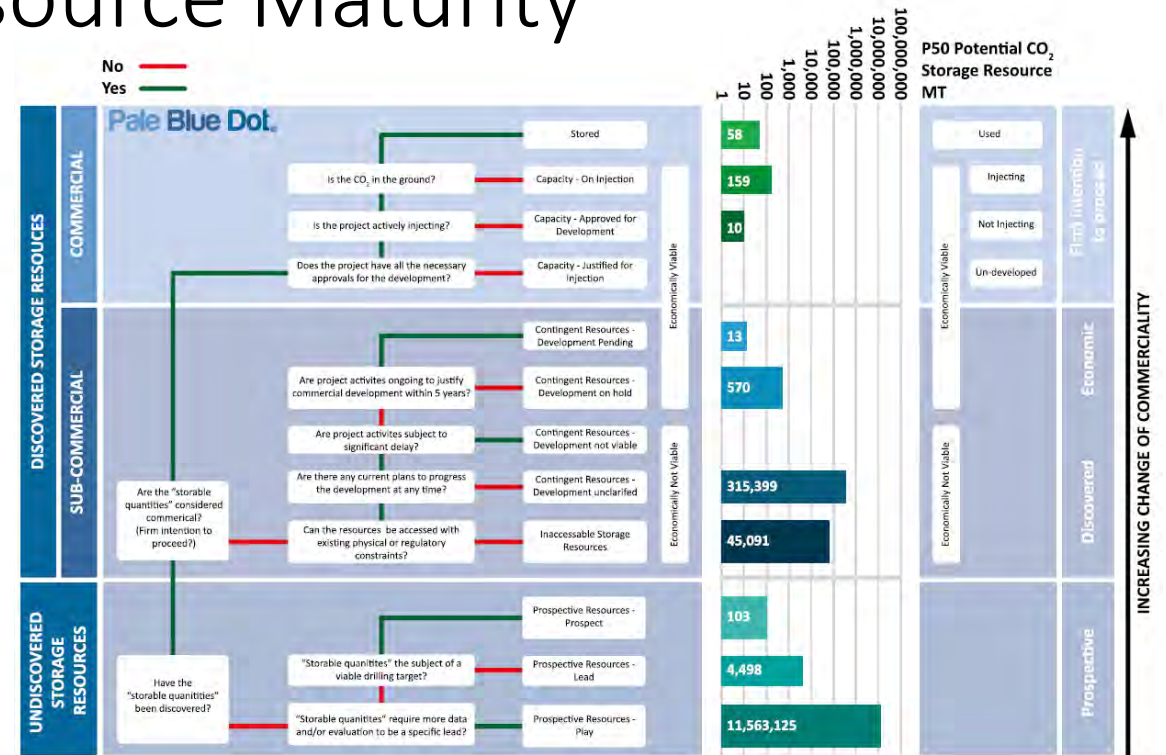 source Maturity
No
Yes
Pale Blue Dot.
DISCOVERED STORAGE RESOUCES
COMMERCIAL
SUB-COMMERCIAL
UNDISCOVERED
STORAGE
RESOURCES
Are the "storable
quantities" considered
commerical?
(Firm intention to
proceed?)
Have the
"storable quanitities"
been discovered?
Is the CO2 in the ground?
Is the project actively injecting?
Does the project have all the necessary
approvals for the development?
Are project activites ongoing to justify
commercial development within 5 years?
Are project activites subject to
significant delay?
Are there any current plans to progress
the development at any time?
Can the resources be accessed with
existing physical or regulatory
constraints?
"Storable quanitites" the subject of a
viable drilling target?
"Storable quanitites" require more data
and/or evaluation to be a specific lead?
Stored
Capacity - On Injection
Capacity - Approved for
Development
Capacity - Justified for
Injection
Contingent Resources -
Development Pending
Contingent Resources -
Development on hold
Contingent Resources -
Development not viable
Contingent Resources -
Development unclarifed
Inaccessable Storage
Resources
Prospective Resources -
Prospect
Prospective Resources -
Lead
Prospective Resources -
Play
Economically Viable
Economically Not Viable
1
10
100
1,000
10,000
100,000
1,000,000
10,000,000
100,000,000
P50 Potential CO2
Storage Resource
MT
58
159
10
13
570
315,399
45,091
103
4,498
11,563,125
Used
Injecting
Not Injecting
Un-developed
Economically Viable
Economically Not Viable
Firm intention
to proceed
Economic
Discovered
Prospective
INCREASING CHANGE OF COMMERCIALITY